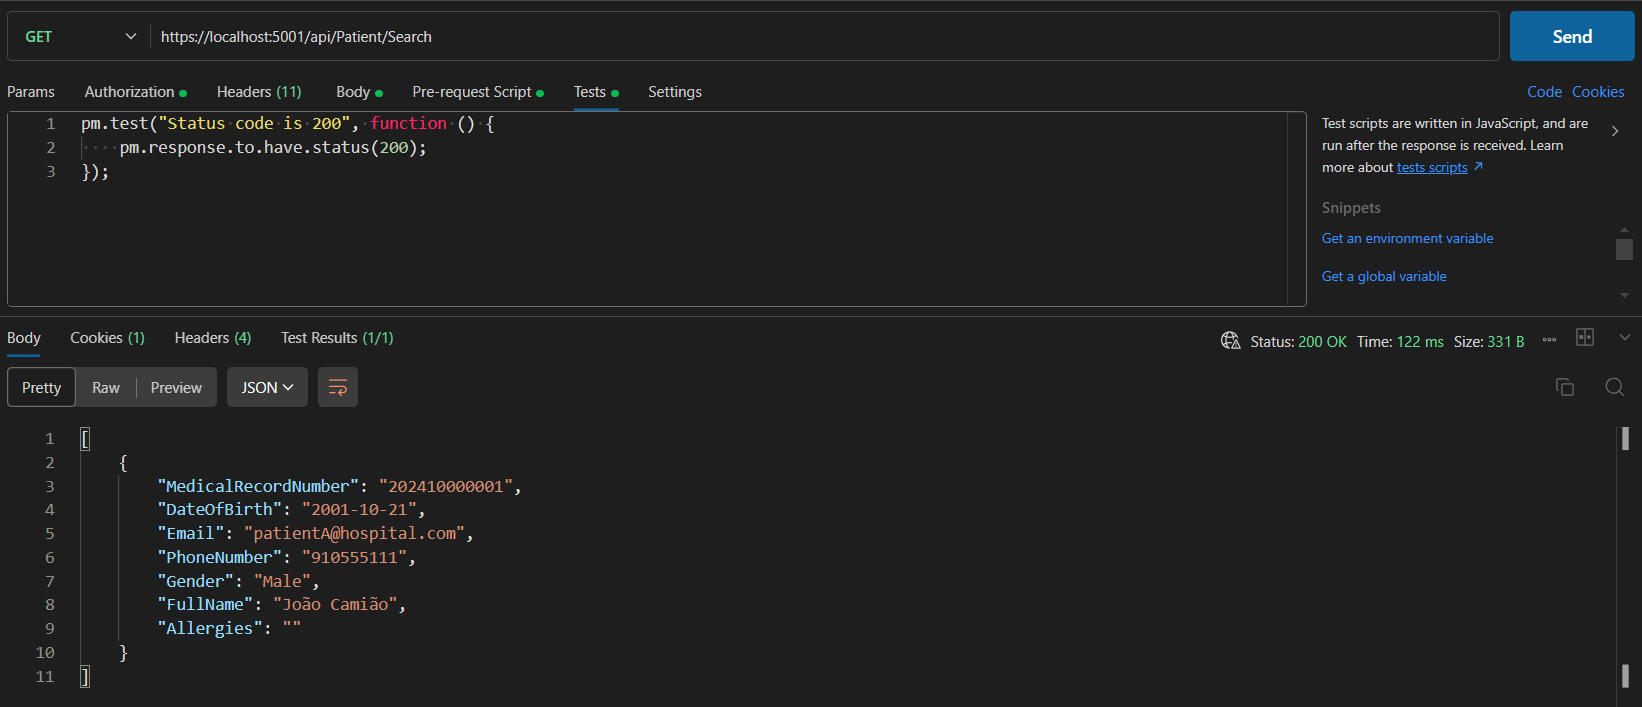 GET https://localhost:5001/api/Patient/Search Send
Params Authorization Headers (11) Body Pre-request Script Tests Settings Code Cookies
1 pm.test("Status code is 200", function () {
2 pm.response.to.have.status(200);
3 });
Test scripts are written in JavaScript, and are
run after the response is received. Learn
more about tests scripts ↗
Snippets
Get an environment variable
Get a global variable
Body Cookies (1) Headers (4) Test Results (1/1) Status: 200 OK Time: 122 ms Size: 331 B
Pretty Raw Preview JSON
1 [
2 {
3 "MedicalRecordNumber": "202410000001",
4 "DateOfBirth": "2001-10-21",
5 "Email": "patientA@hospital.com",
6 "PhoneNumber": "910555111",
7 "Gender": "Male",
8 "FullName": "João Camião",
9 "Allergies": ""
10 }
11 ]